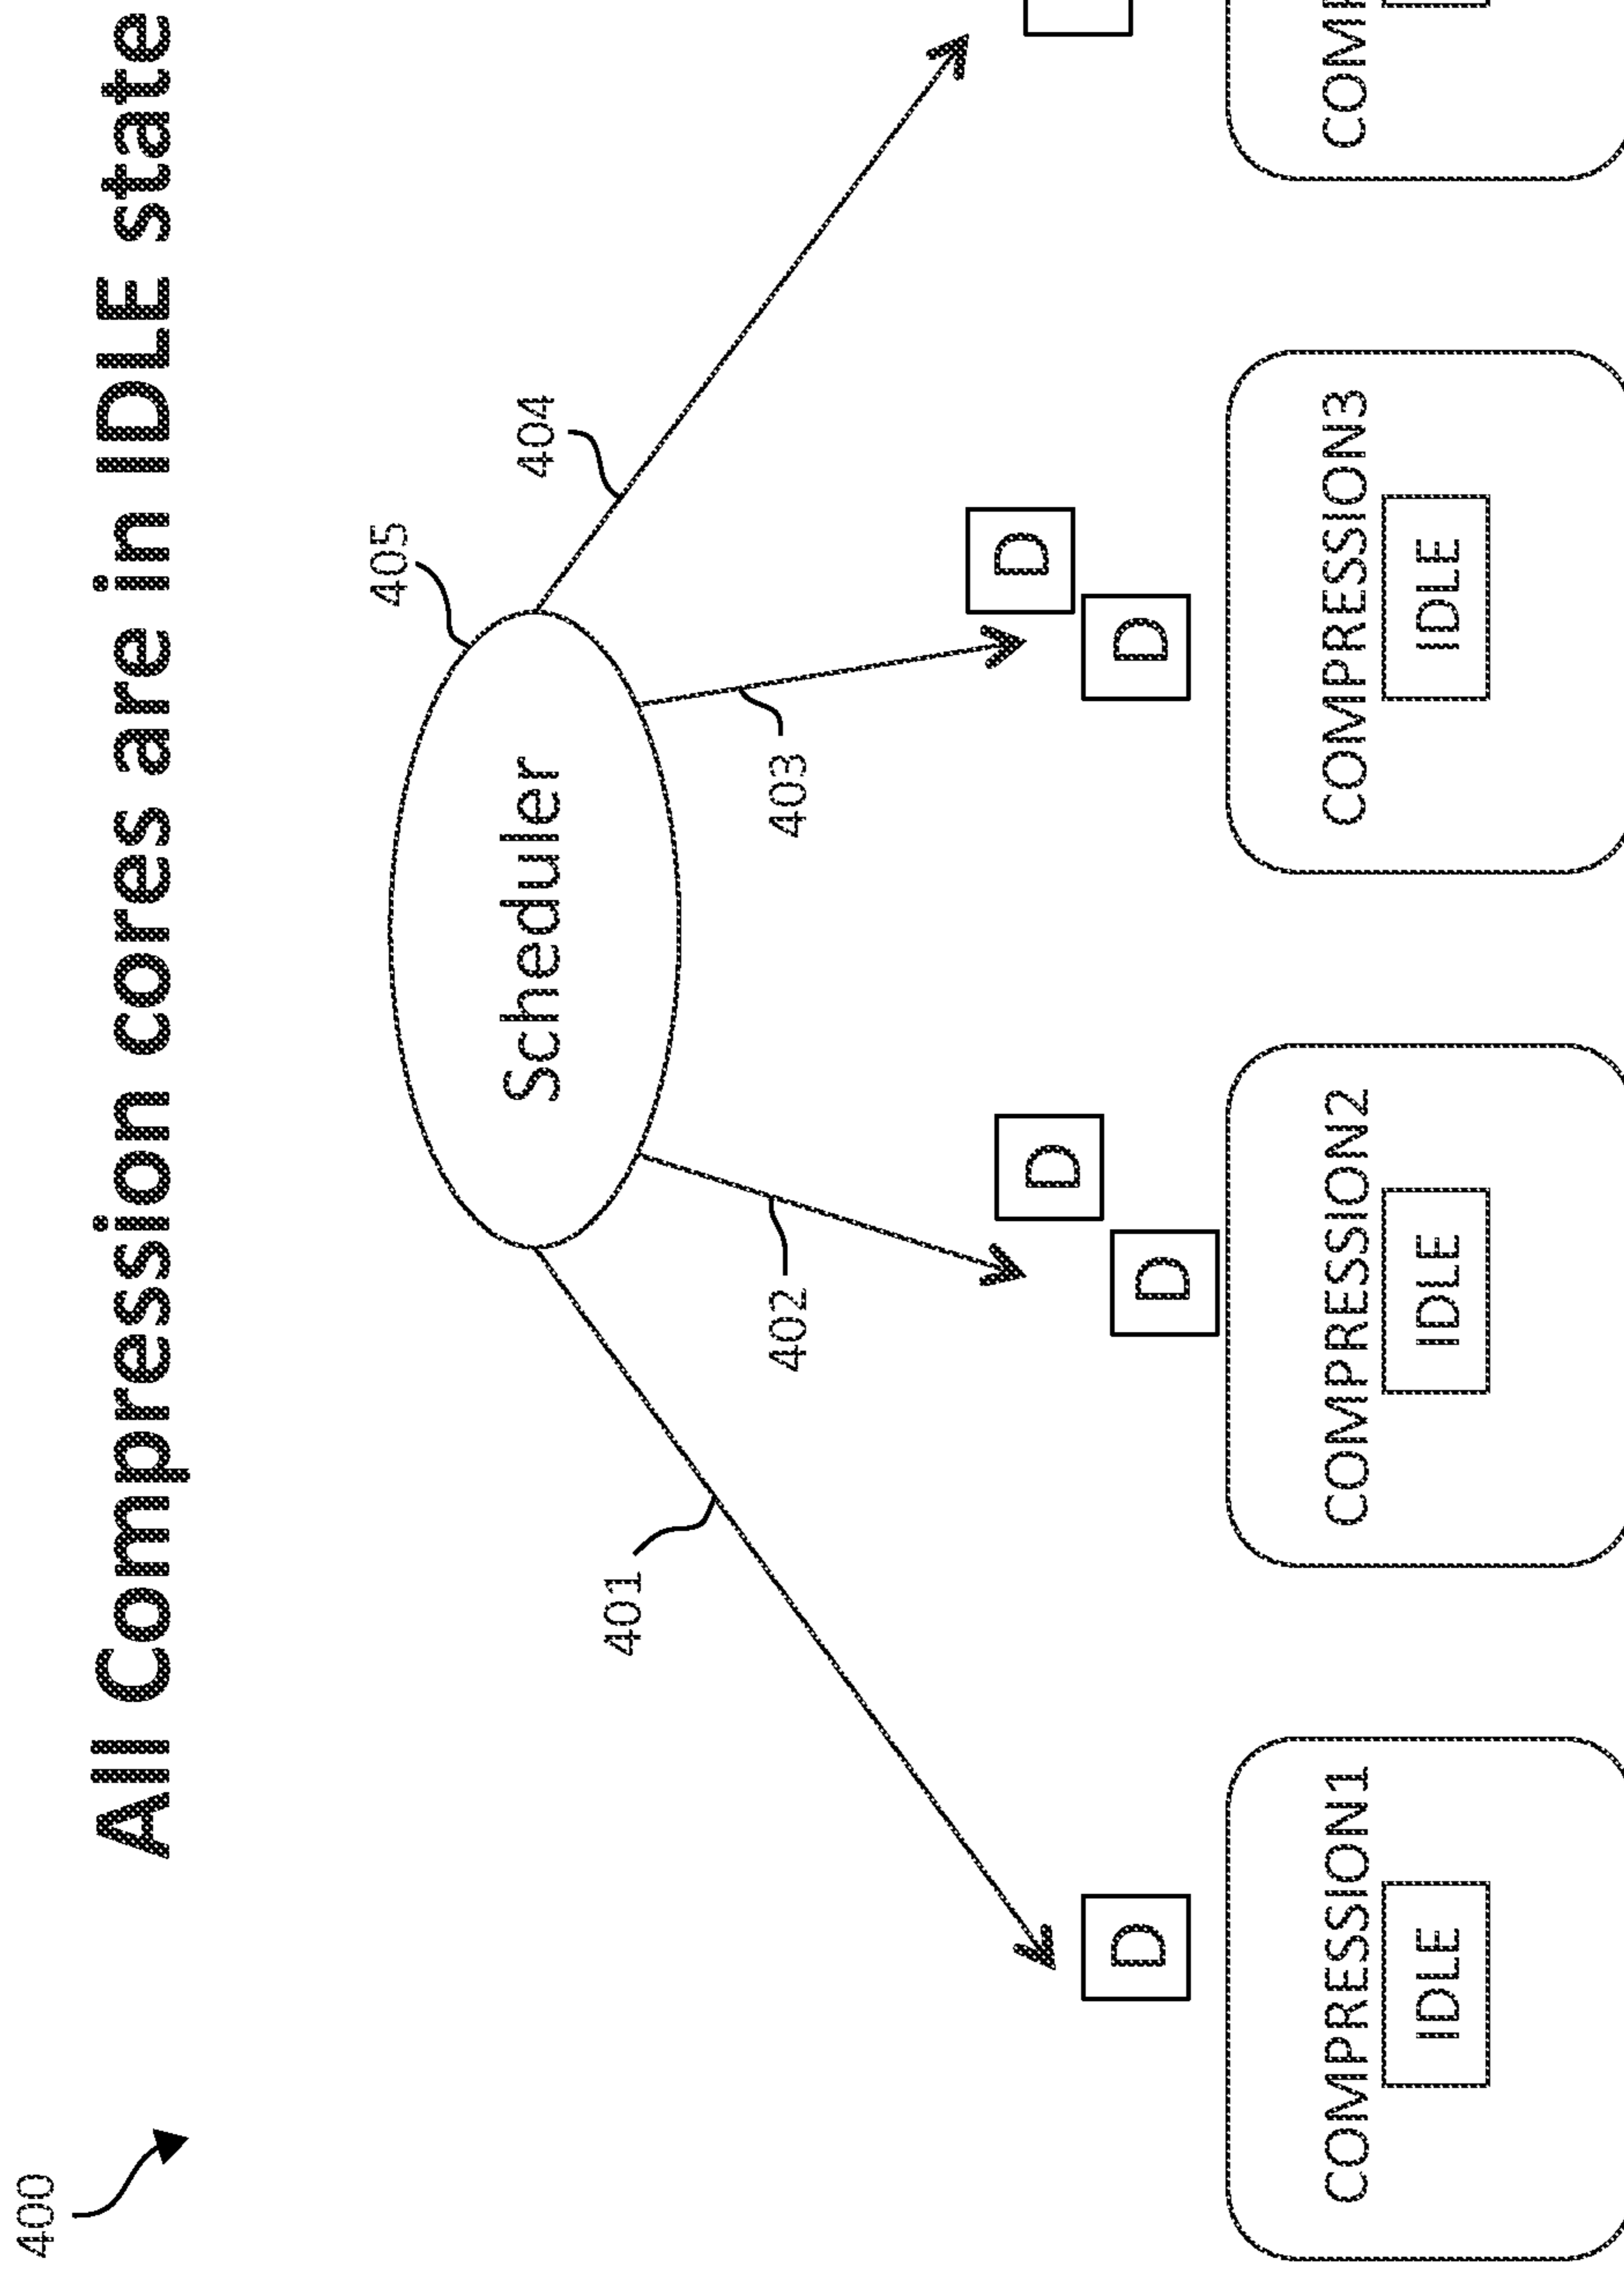 400
All Compression cores are in IDLE state
405
Scheduler
404
401
402
403
D
D
D
D
D
COMPRESSION1
COMPRESSION2
COMPRESSION3
IDLE
IDLE
IDLE